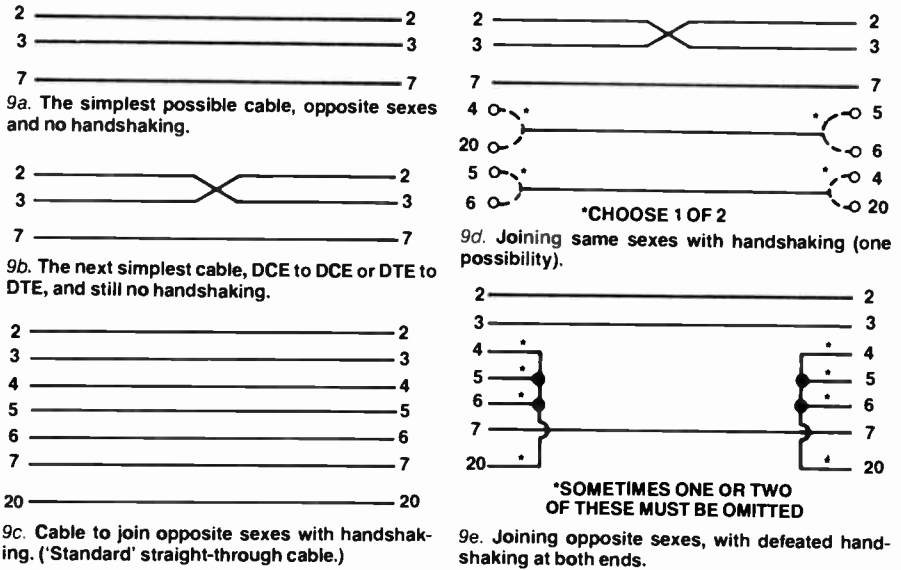 2 2
3 3
7 7
9a. The simplest possible cable, opposite sexes
and no handshaking.
2 2
3 3
7 7
9b. The next simplest cable, DCE to DCE or DTE to
DTE, and still no handshaking.
2 2
3 3
4 4
5 5
6 6
7 7
20 20
9c. Cable to join opposite sexes with handshak-
ing. ('Standard' straight-through cable.)
2 2
3 3
7 7
4 * * 5
20 6
5 * * 4
6 20
*CHOOSE 1 OF 2
9d. Joining same sexes with handshaking (one
possibility).
2 2
3 3
4 * * 4
5 * * 5
6 * * 6
7 7
20 * * 20
*SOMETIMES ONE OR TWO
OF THESE MUST BE OMITTED
9e. Joining opposite sexes, with defeated hand-
shaking at both ends.